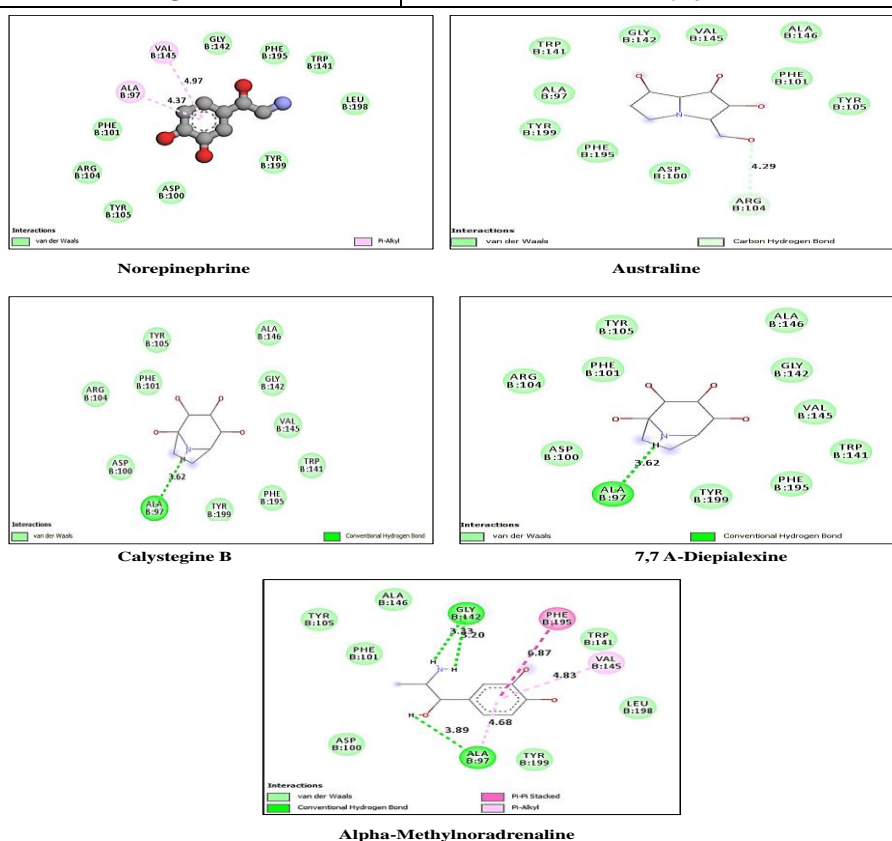 VAL
B:145
GLY
B:142
PHE
B:195
TRP
B:141
ALA
B:97
4.97
4.37
LEU
B:198
PHE
B:101
ARG
B:104
TYR
B:105
ASP
B:100
TYR
B:199
Interactions
van der Waals
Pi-Alkyl
Norepinephrine
TRP
B:141
GLY
B:142
VAL
B:145
ALA
B:146
ALA
B:97
PHE
B:101
TYR
B:105
TYR
B:199
PHE
B:195
ASP
B:100
4.29
ARG
B:104
N
Interactions
van der Waals
Carbon Hydrogen Bond
Australine
TYR
B:105
ALA
B:146
ARG
B:104
PHE
B:101
GLY
B:142
VAL
B:145
N
H
ASP
B:100
3.62
TRP
B:141
ALA
B:97
TYR
B:199
PHE
B:195
Interactions
van der Waals
Conventional Hydrogen Bond
Calystegine B
TYR
B:105
ALA
B:146
ARG
B:104
PHE
B:101
GLY
B:142
VAL
B:145
N
H
ASP
B:100
3.62
TRP
B:141
ALA
B:97
TYR
B:199
PHE
B:195
Interactions
van der Waals
Conventional Hydrogen Bond
7,7 A-Diepialexine
TYR
B:105
ALA
B:146
GLY
B:142
PHE
B:195
PHE
B:101
TRP
B:141
VAL
B:145
6.87
4.83
4.68
3.89
LEU
B:198
ASP
B:100
ALA
B:97
TYR
B:199
Interactions
van der Waals
Conventional Hydrogen Bond
Pi-Pi Stacked
Pi-Alkyl
Alpha-Methylnoradrenaline